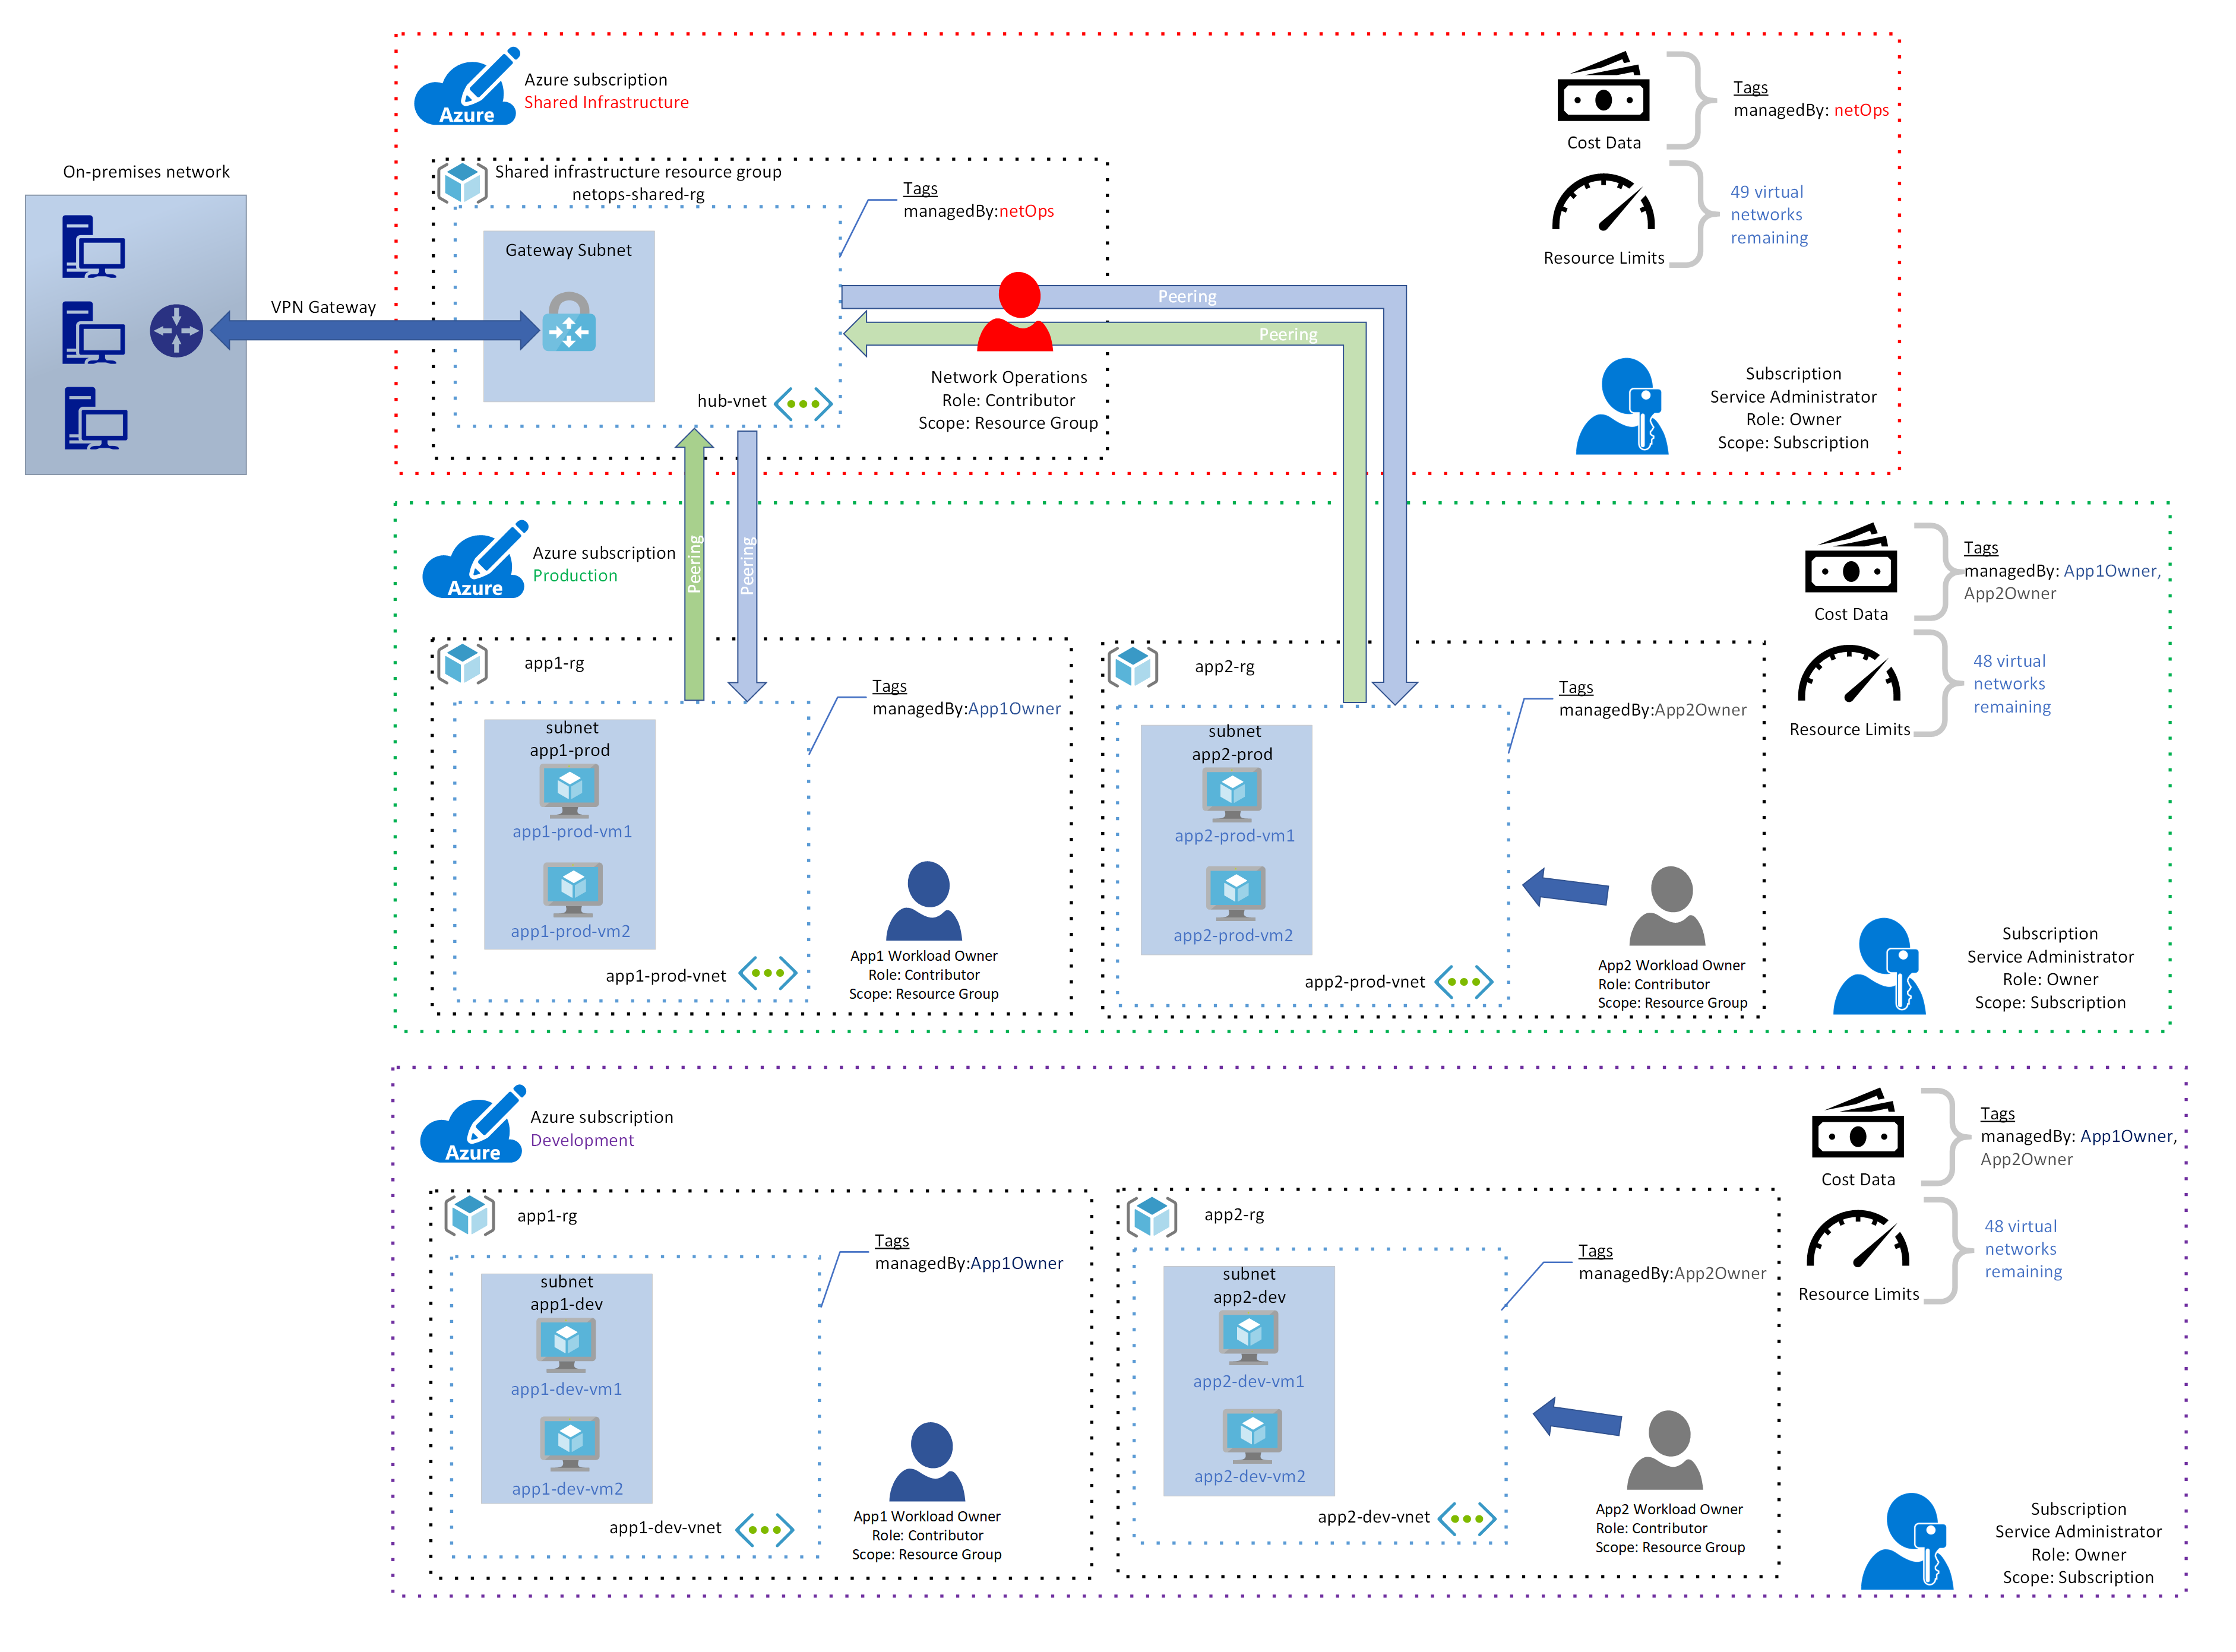 Azure
Azure subscription
Shared Infrastructure
Cost Data
Tags
managedBy: netOps
Resource Limits
49 virtual
networks
remaining
On-premises network
VPN Gateway
Shared infrastructure resource group
netops-shared-rg
Tags
managedBy:netOps
Gateway Subnet
hub-vnet
Peering
Peering
Network Operations
Role: Contributor
Scope: Resource Group
Subscription
Service Administrator
Role: Owner
Scope: Subscription
Azure
Azure subscription
Production
Peering
Peering
Cost Data
Tags
managedBy: App1Owner,
App2Owner
Resource Limits
48 virtual
networks
remaining
app1-rg
Tags
managedBy:App1Owner
subnet
app1-prod
app1-prod-vm1
app1-prod-vm2
app1-prod-vnet
App1 Workload Owner
Role: Contributor
Scope: Resource Group
app2-rg
Tags
managedBy:App2Owner
subnet
app2-prod
app2-prod-vm1
app2-prod-vm2
app2-prod-vnet
App2 Workload Owner
Role: Contributor
Scope: Resource Group
Subscription
Service Administrator
Role: Owner
Scope: Subscription
Azure
Azure subscription
Development
Cost Data
Tags
managedBy: App1Owner,
App2Owner
Resource Limits
48 virtual
networks
remaining
app1-rg
Tags
managedBy:App1Owner
subnet
app1-dev
app1-dev-vm1
app1-dev-vm2
app1-dev-vnet
App1 Workload Owner
Role: Contributor
Scope: Resource Group
app2-rg
Tags
managedBy:App2Owner
subnet
app2-dev
app2-dev-vm1
app2-dev-vm2
app2-dev-vnet
App2 Workload Owner
Role: Contributor
Scope: Resource Group
Subscription
Service Administrator
Role: Owner
Scope: Subscription